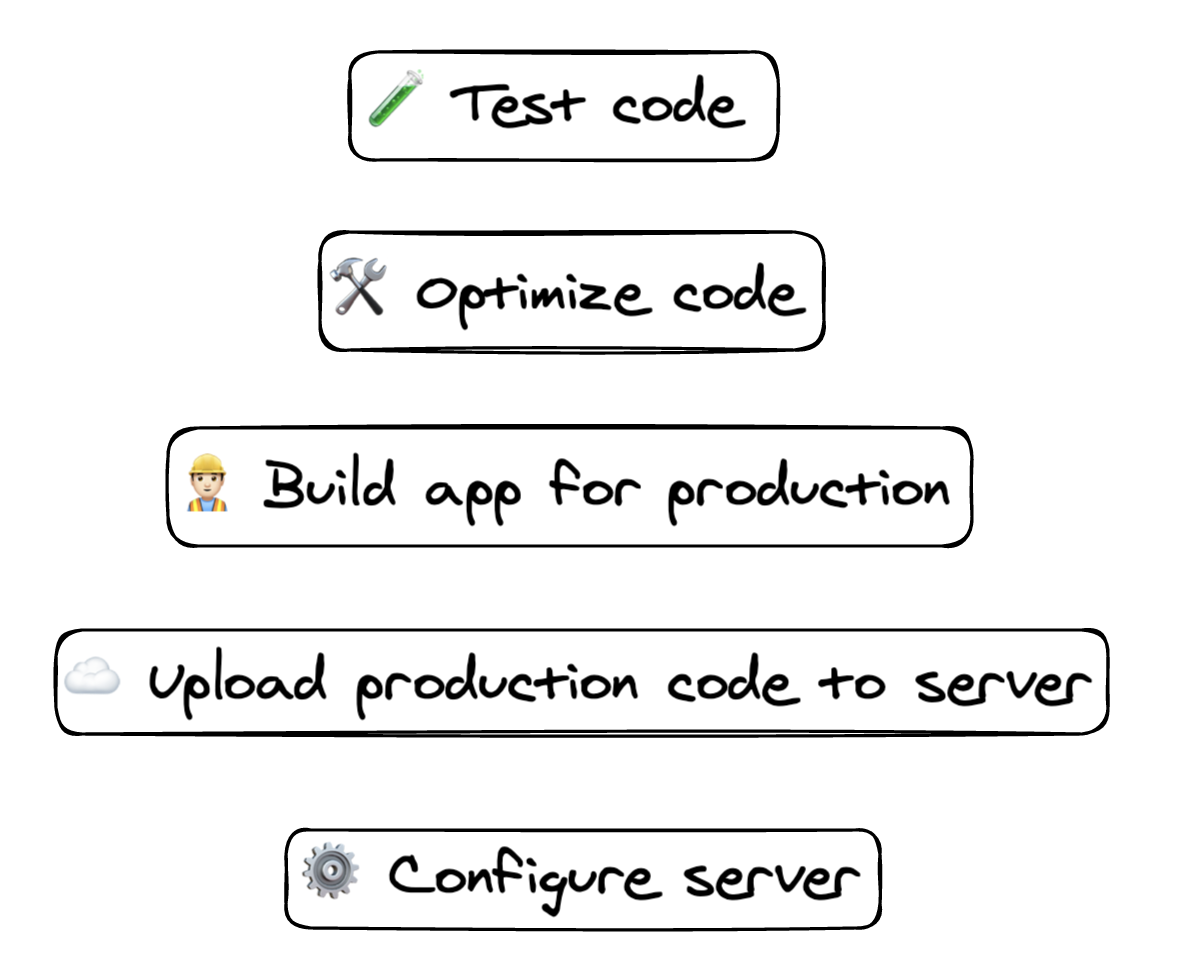 Test code
Optimize code
Build app for production
Upload production code to server
Configure server